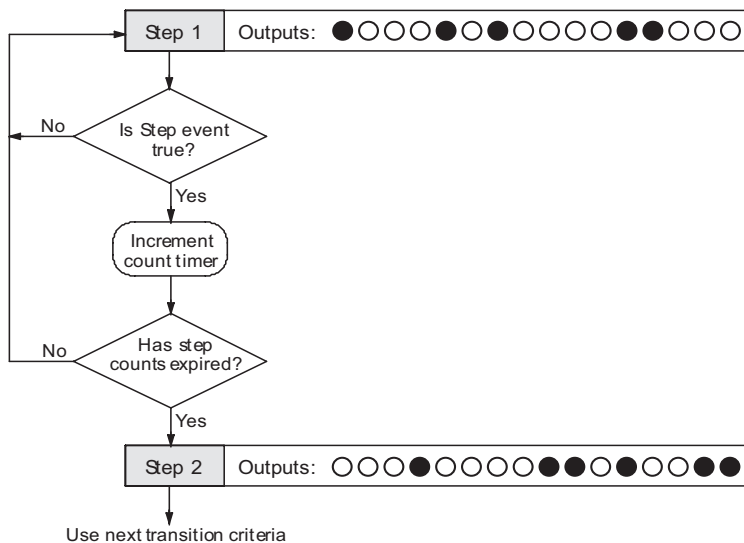 Step 1 Outputs:
Is Step event
true?
No
Yes
Increment
count timer
Has step
counts expired?
No
Yes
Step 2 Outputs:
Use next transition criteria